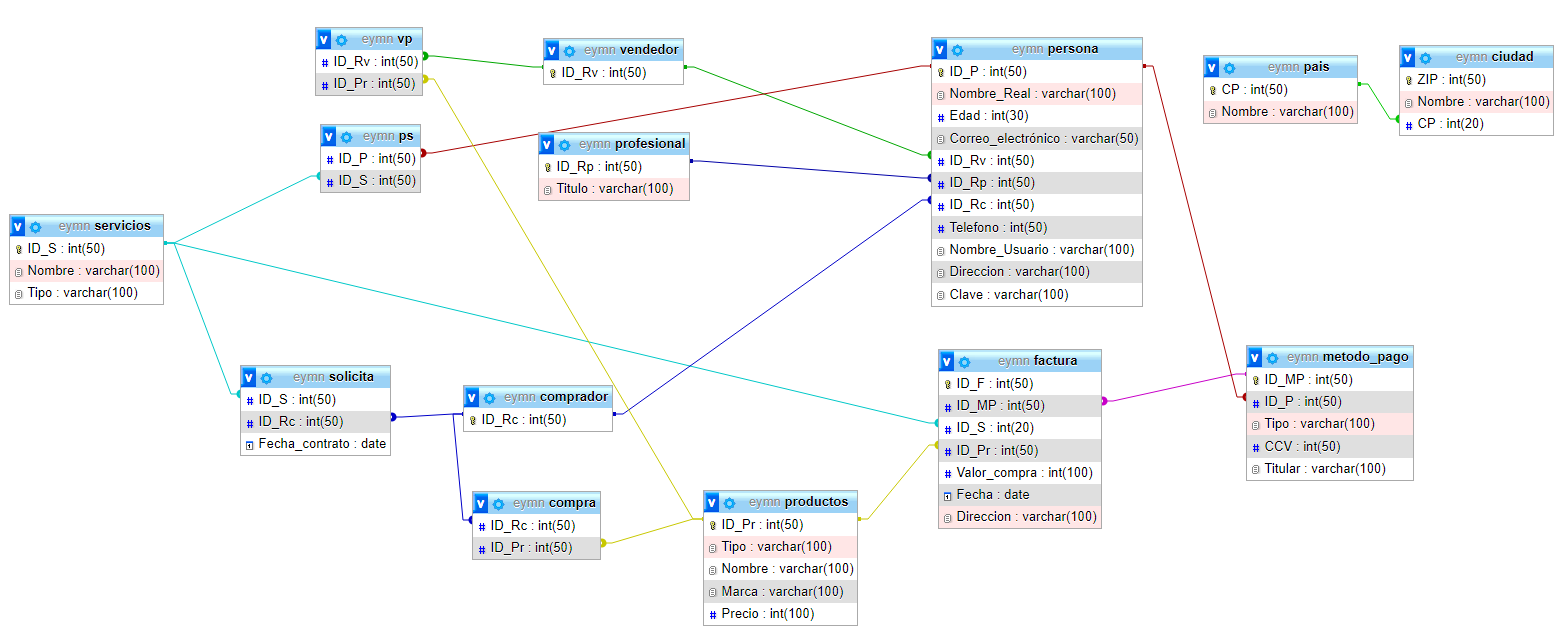 eymn vp
ID_Rv : int(50)
ID_Pr : int(50)
eymn vendedor
ID_Rv : int(50)
eymn persona
ID_P : int(50)
Nombre_Real : varchar(100)
Edad : int(30)
Correo_electrónico : varchar(50)
ID_Rv : int(50)
ID_Rp : int(50)
ID_Rc : int(50)
Telefono : int(50)
Nombre_Usuario : varchar(100)
Direccion : varchar(100)
Clave : varchar(100)
eymn pais
CP : int(50)
Nombre : varchar(100)
eymn ciudad
ZIP : int(50)
Nombre : varchar(100)
CP : int(20)
eymn ps
ID_P : int(50)
ID_S : int(50)
eymn profesional
ID_Rp : int(50)
Titulo : varchar(100)
eymn servicios
ID_S : int(50)
Nombre : varchar(100)
Tipo : varchar(100)
eymn solicita
ID_S : int(50)
ID_Rc : int(50)
Fecha_contrato : date
eymn comprador
ID_Rc : int(50)
eymn factura
ID_F : int(50)
ID_MP : int(50)
ID_S : int(20)
ID_Pr : int(50)
Valor_compra : int(100)
Fecha : date
Direccion : varchar(100)
eymn metodo_pago
ID_MP : int(50)
ID_P : int(50)
Tipo : varchar(100)
CCV : int(50)
Titular : varchar(100)
eymn compra
ID_Rc : int(50)
ID_Pr : int(50)
eymn productos
ID_Pr : int(50)
Tipo : varchar(100)
Nombre : varchar(100)
Marca : varchar(100)
Precio : int(100)